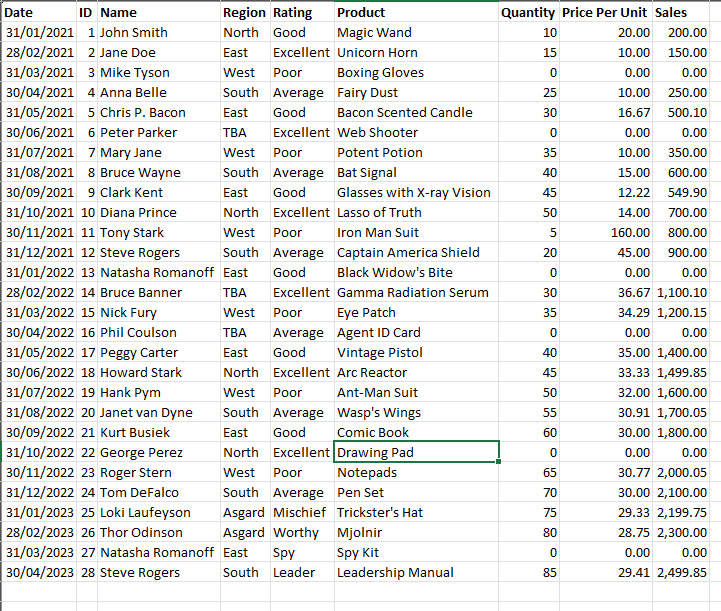 Date ID Name Region Rating Product Quantity Price Per Unit Sales
31/01/2021 1 John Smith North Good Magic Wand 10 20.00 200.00
28/02/2021 2 Jane Doe East Excellent Unicorn Horn 15 10.00 150.00
31/03/2021 3 Mike Tyson West Poor Boxing Gloves 0 0.00 0.00
30/04/2021 4 Anna Belle South Average Fairy Dust 25 10.00 250.00
31/05/2021 5 Chris P. Bacon East Good Bacon Scented Candle 30 16.67 500.10
30/06/2021 6 Peter Parker TBA Excellent Web Shooter 0 0.00 0.00
31/07/2021 7 Mary Jane West Poor Potent Potion 35 10.00 350.00
31/08/2021 8 Bruce Wayne South Average Bat Signal 40 15.00 600.00
30/09/2021 9 Clark Kent East Good Glasses with X-ray Vision 45 12.22 549.90
31/10/2021 10 Diana Prince North Excellent Lasso of Truth 50 14.00 700.00
30/11/2021 11 Tony Stark West Poor Iron Man Suit 5 160.00 800.00
31/12/2021 12 Steve Rogers South Average Captain America Shield 20 45.00 900.00
31/01/2022 13 Natasha Romanoff East Good Black Widow's Bite 0 0.00 0.00
28/02/2022 14 Bruce Banner TBA Excellent Gamma Radiation Serum 30 36.67 1,100.10
31/03/2022 15 Nick Fury West Poor Eye Patch 35 34.29 1,200.15
30/04/2022 16 Phil Coulson TBA Average Agent ID Card 0 0.00 0.00
31/05/2022 17 Peggy Carter East Good Vintage Pistol 40 35.00 1,400.00
30/06/2022 18 Howard Stark North Excellent Arc Reactor 45 33.33 1,499.85
31/07/2022 19 Hank Pym West Poor Ant-Man Suit 50 32.00 1,600.00
31/08/2022 20 Janet van Dyne South Average Wasp's Wings 55 30.91 1,700.05
30/09/2022 21 Kurt Busiek East Good Comic Book 60 30.00 1,800.00
31/10/2022 22 George Perez North Excellent Drawing Pad 0 0.00 0.00
30/11/2022 23 Roger Stern West Poor Notepads 65 30.77 2,000.05
31/12/2022 24 Tom DeFalco South Average Pen Set 70 30.00 2,100.00
31/01/2023 25 Loki Laufeyson Asgard Mischief Trickster's Hat 75 29.33 2,199.75
28/02/2023 26 Thor Odinson Asgard Worthy Mjolnir 80 28.75 2,300.00
31/03/2023 27 Natasha Romanoff East Spy Spy Kit 0 0.00 0.00
30/04/2023 28 Steve Rogers South Leader Leadership Manual 85 29.41 2,499.85